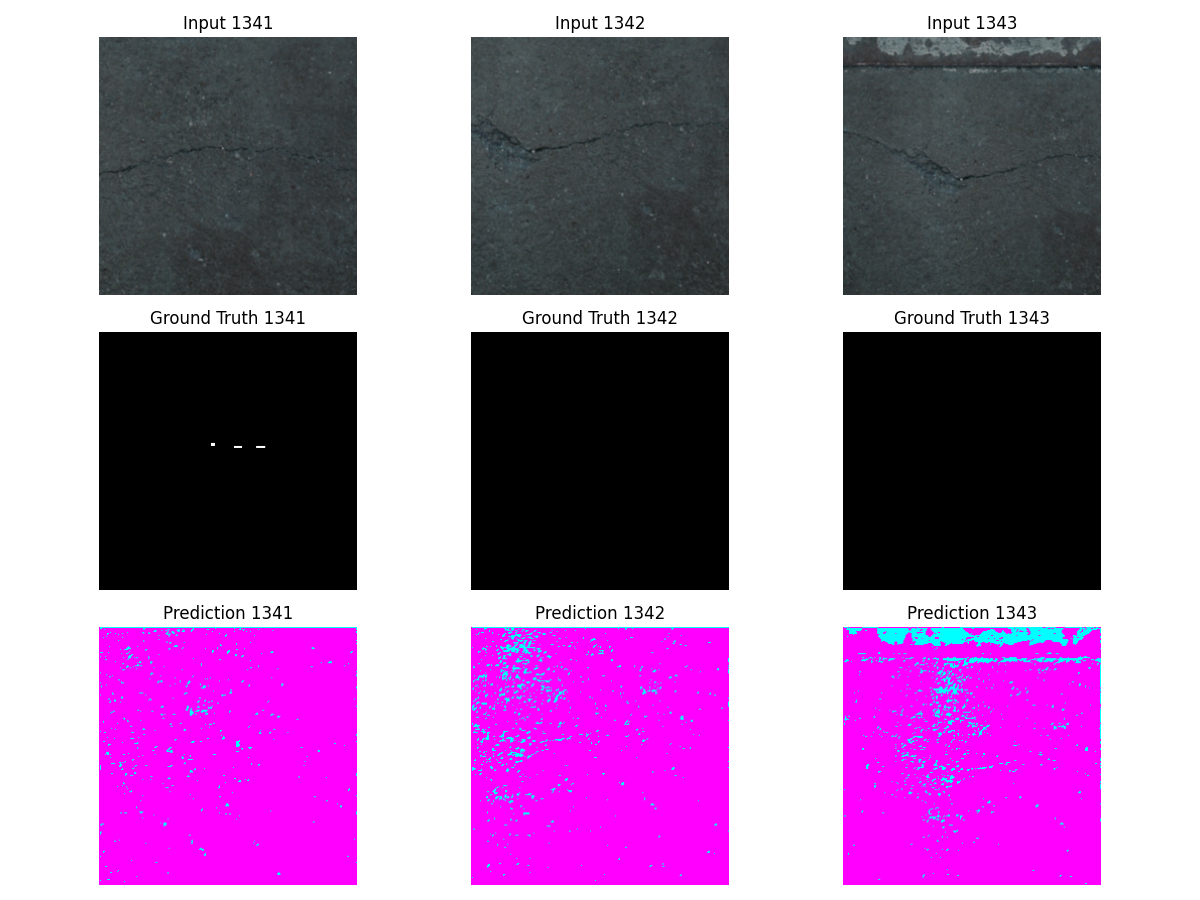 Input 1341
Input 1342
Input 1343
Ground Truth 1341
Ground Truth 1342
Ground Truth 1343
Prediction 1341
Prediction 1342
Prediction 1343